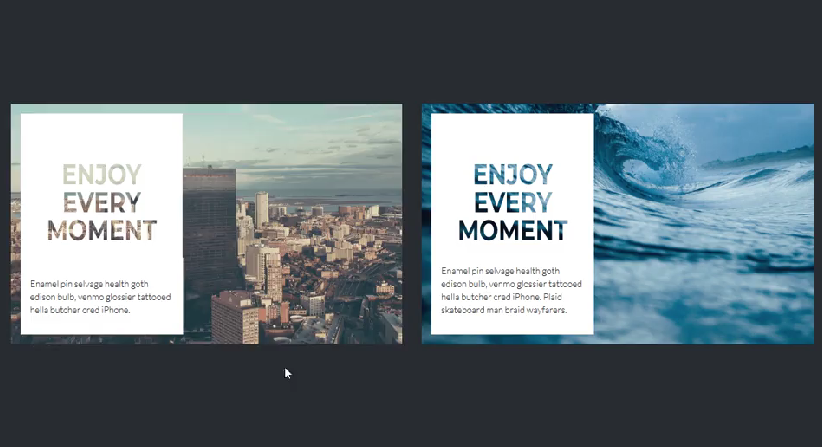 ENJOY
EVERY
MOMENT
Enamel pin selvage health goth
edison bulb, venmo glossier tattooed
hella butcher cred iPhone.
ENJOY
EVERY
MOMENT
Enamel pin selvage health goth
edison bulb, venmo glossier tattooed
hella butcher cred iPhone. Plaid
skateboard man braid wayfarers.